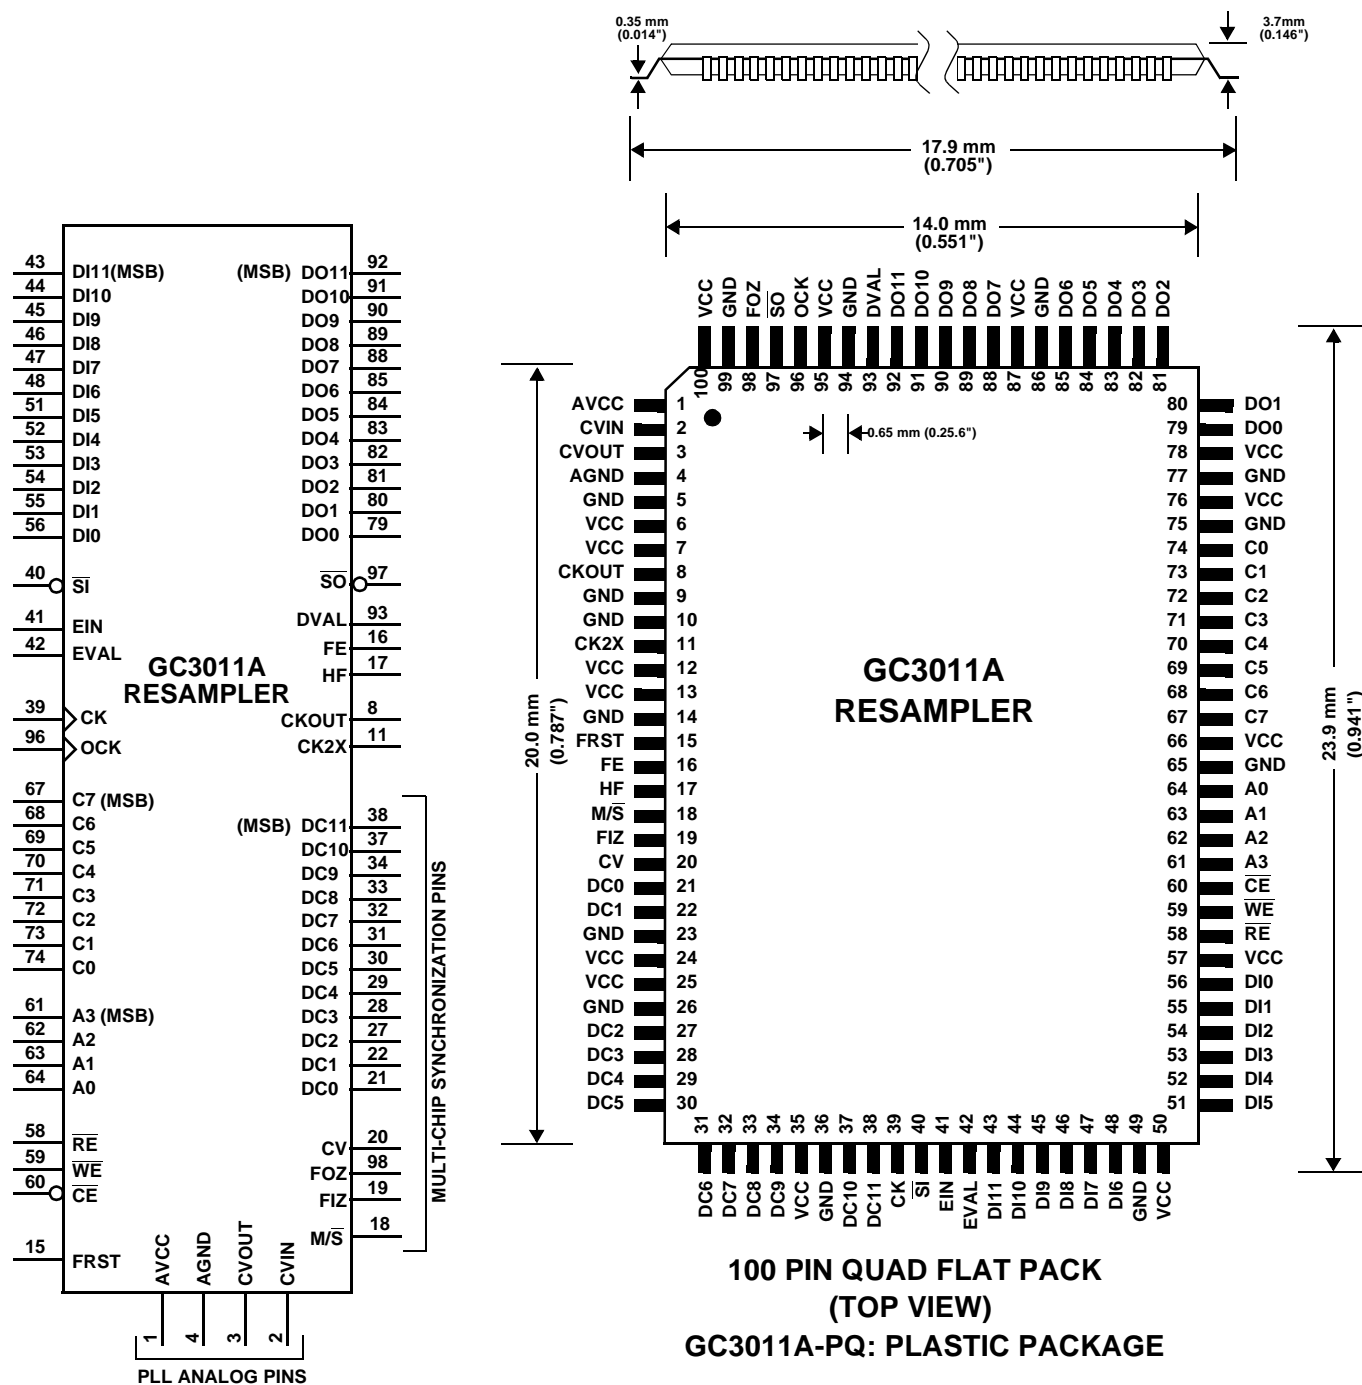 0.35 mm
(0.014")
3.7mm
(0.146")
17.9 mm
(0.705")
14.0 mm
(0.551")
43 DI11(MSB) (MSB) DO11 92
44 DI10 DO10 91
45 DI9 DO9 90
46 DI8 DO8 89
47 DI7 DO7 88
48 DI6 DO6 85
51 DI5 DO5 84
52 DI4 DO4 83
53 DI3 DO3 82
54 DI2 DO2 81
55 DI1 DO1 80
56 DI0 DO0 79
40 SI SO 97
41 EIN DVAL 93
42 EVAL FE 16
HF 17
GC3011A
RESAMPLER
39 CK CKOUT 8
96 OCK CK2X 11
67 C7 (MSB)
68 C6 (MSB) DC11 38
69 C5 DC10 37
70 C4 DC9 34
71 C3 DC8 33
72 C2 DC7 32
73 C1 DC6 31
74 C0 DC5 30
DC4 29
61 A3 (MSB) DC3 28
62 A2 DC2 27
63 A1 DC1 22
64 A0 DC0 21
58 RE CV 20
59 WE FOZ 98
60 CE FIZ 19
M/S 18
15 FRST
AVCC AGND CVOUT CVIN
1 4 3 2
PLL ANALOG PINS
MULTI-CHIP SYNCHRONIZATION PINS
VCC GND FOZ SO OCK VCC GND DVAL DO11 DO10 DO9 DO8 DO7 VCC GND DO6 DO5 DO4 DO3 DO2
100 99 98 97 96 95 94 93 92 91 90 89 88 87 86 85 84 83 82 81
AVCC 1 80 DO1
CVIN 2 79 DO0
CVOUT 3 78 VCC
AGND 4 77 GND
GND 5 76 VCC
VCC 6 75 GND
VCC 7 74 C0
CKOUT 8 73 C1
GND 9 72 C2
GND 10 71 C3
CK2X 11 70 C4
VCC 12 69 C5
VCC 13 68 C6
GND 14 67 C7
FRST 15 66 VCC
FE 16 65 GND
HF 17 64 A0
M/S 18 63 A1
FIZ 19 62 A2
CV 20 61 A3
DC0 21 60 CE
DC1 22 59 WE
GND 23 58 RE
VCC 24 57 VCC
VCC 25 56 DI0
GND 26 55 DI1
DC2 27 54 DI2
DC3 28 53 DI3
DC4 29 52 DI4
DC5 30 51 DI5
0.65 mm (0.25.6")
GC3011A
RESAMPLER
20.0 mm
(0.787")
23.9 mm
(0.941")
31 32 33 34 35 36 37 38 39 40 41 42 43 44 45 46 47 48 49 50
DC6 DC7 DC8 DC9 VCC GND DC10 DC11 CK SI EIN EVAL DI11 DI10 DI9 DI8 DI7 DI6 GND VCC
100 PIN QUAD FLAT PACK
(TOP VIEW)
GC3011A-PQ: PLASTIC PACKAGE